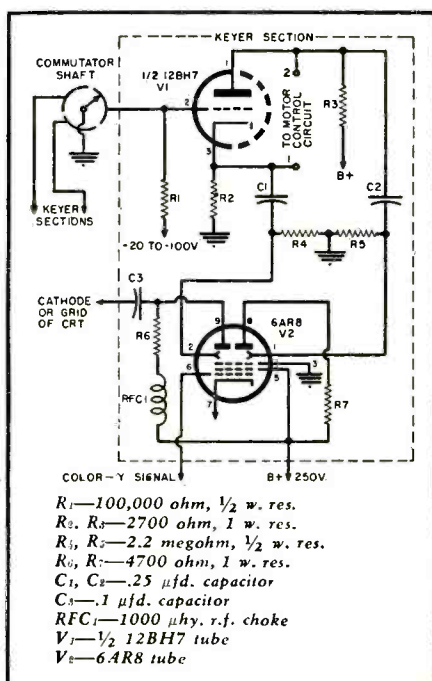 KEYER SECTION
COMMUTATOR
SHAFT
1/2 12BH7
V1
1
2
3
2
TO MOTOR
CONTROL
CIRCUIT
1
R3
B+
C2
C1
R1
R2
R4
R5
KEYER
SECTIONS
-20 TO -100V.
C3
CATHODE
OR GRID
OF CRT
R6
RFC1
9
8
6AR8
V2
2
1
6
3
5
7
R7
COLOR-Y SIGNAL
B+ 250V.
R1—100,000 ohm, ½ w. res.
R2, R3—2700 ohm, 1 w. res.
R4, R5—2.2 megohm, ½ w. res.
R6, R7—4700 ohm, 1 w. res.
C1, C2—.25 μfd. capacitor
C3—.1 μfd. capacitor
RFC1—1000 μhy. r.f. choke
V1—½ 12BH7 tube
V2—6AR8 tube